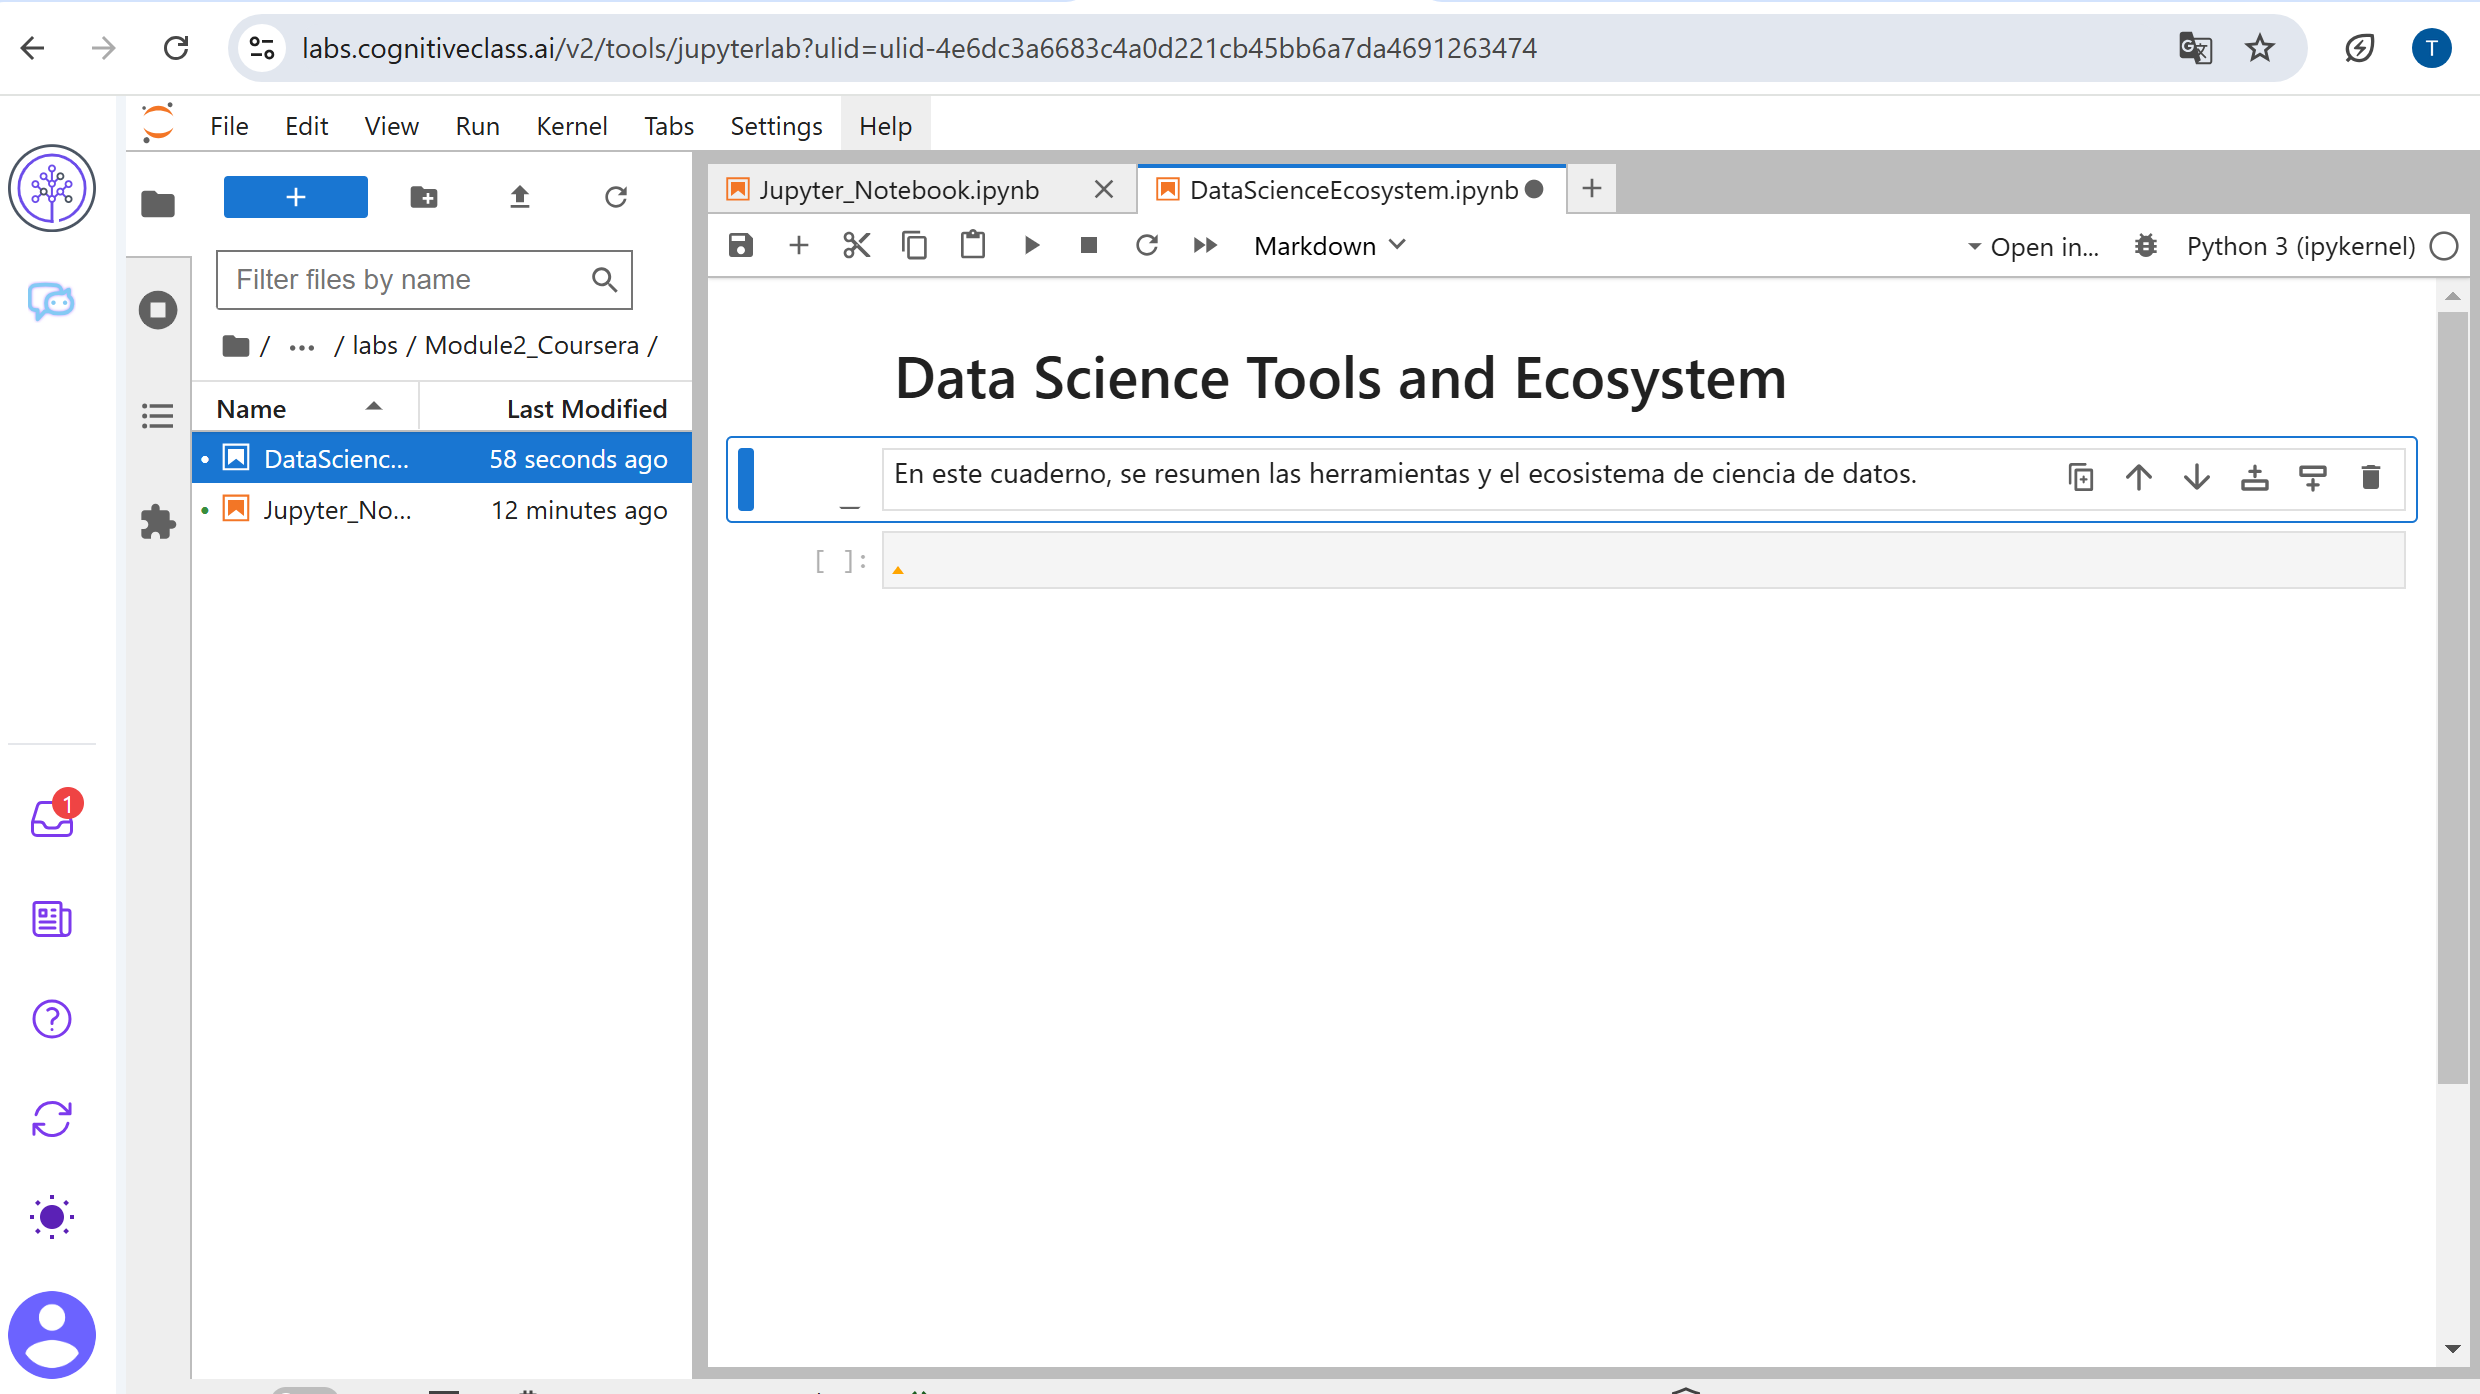 labs.cognitiveclass.ai/v2/tools/jupyterlab?ulid=ulid-4e6dc3a6683c4a0d221cb45bb6a7da4691263474
T
File Edit View Run Kernel Tabs Settings Help
Jupyter_Notebook.ipynb
DataScienceEcosystem.ipynb
Markdown
Open in...
Python 3 (ipykernel)
Filter files by name
/ ... / labs / Module2_Coursera /
Name Last Modified
DataScienc... 58 seconds ago
Jupyter_No... 12 minutes ago
Data Science Tools and Ecosystem
En este cuaderno, se resumen las herramientas y el ecosistema de ciencia de datos.
[ ]:
1